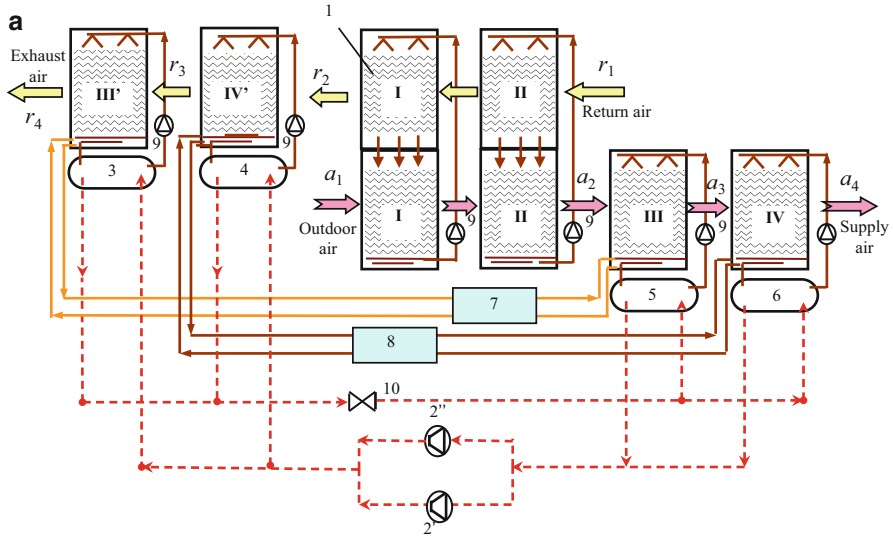 a
1
Exhaust
air
r₃
r₂
r₁
III'
IV'
I
II
r₄
Return air
9
9
3
4
a₁
a₂
a₃
a₄
Outdoor
air
I
II
III
IV
9
9
9
Supply
air
5
6
7
8
10
2''
2'